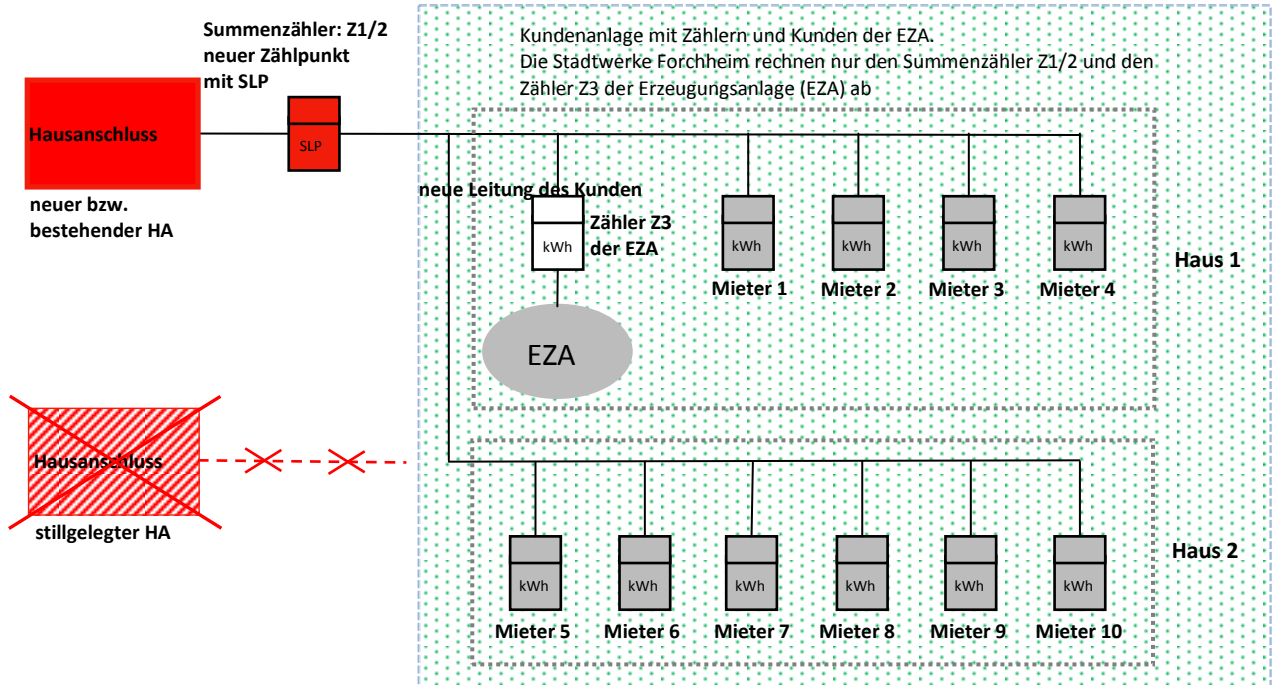 Summenzähler: Z1/2
neuer Zählpunkt
mit SLP
Kundenanlage mit Zählern und Kunden der EZA.
Die Stadtwerke Forchheim rechnen nur den Summenzähler Z1/2 und den
Zähler Z3 der Erzeugungsanlage (EZA) ab
Hausanschluss
SLP
neuer bzw.
bestehender HA
neue Leitung des Kunden
Zähler Z3
der EZA
kWh
kWh
kWh
kWh
kWh
Mieter 1
Mieter 2
Mieter 3
Mieter 4
Haus 1
EZA
Hausanschluss
stillgelegter HA
Haus 2
kWh
kWh
kWh
kWh
kWh
kWh
Mieter 5
Mieter 6
Mieter 7
Mieter 8
Mieter 9
Mieter 10